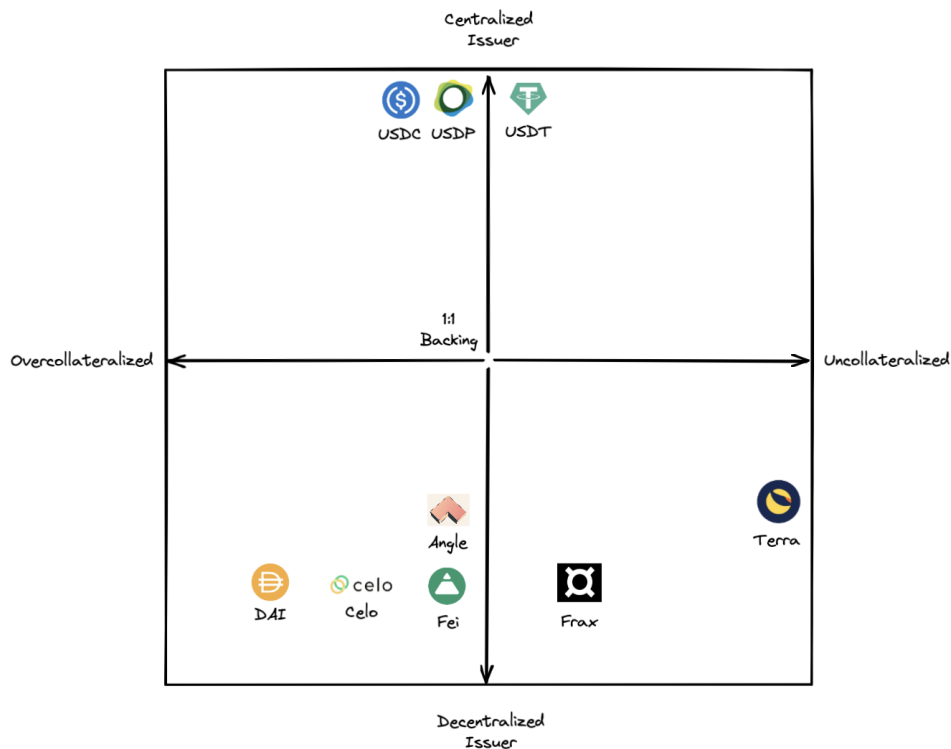 Centralized
Issuer
USDC USDP USDT
1:1
Backing
Overcollateralized
Uncollateralized
Angle
Terra
celo
DAI
Celo
Fei
Frax
Decentralized
Issuer